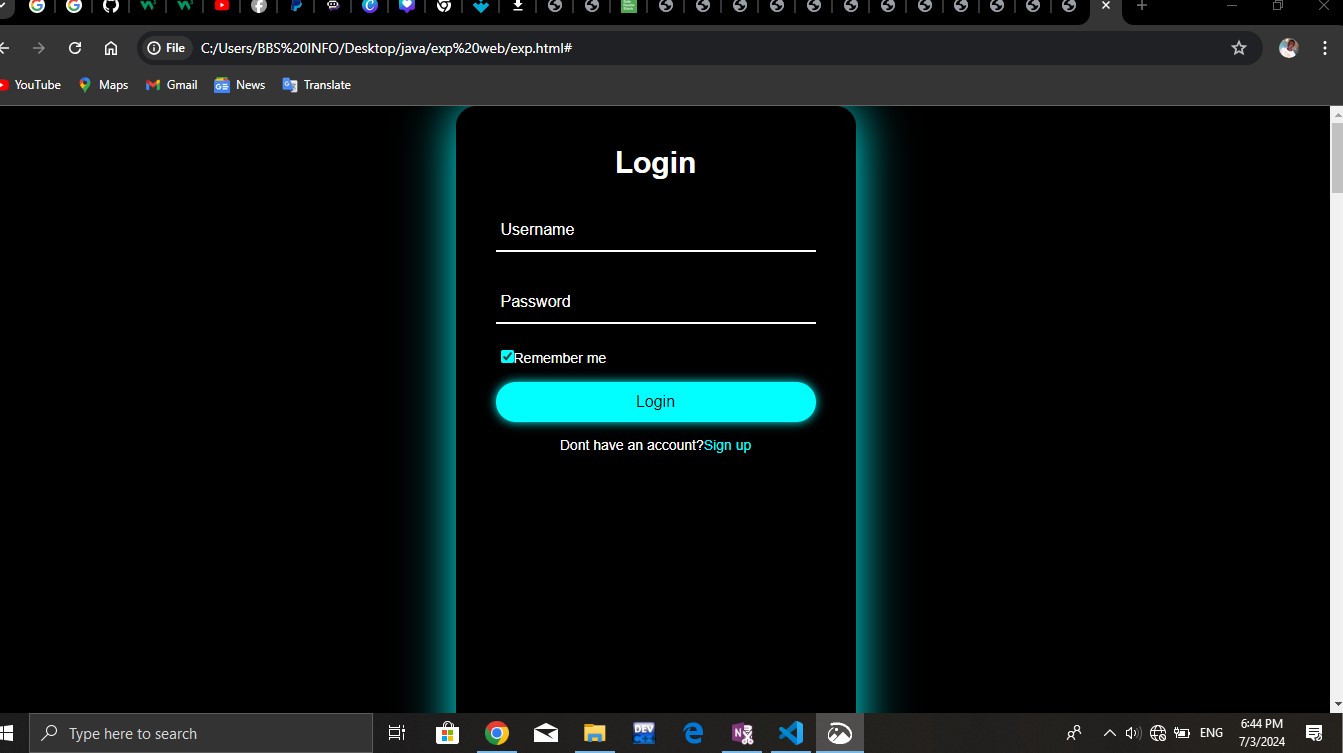 File C:/Users/BBS%20INFO/Desktop/java/exp%20web/exp.html#
YouTube Maps Gmail News Translate
Login
Username
Password
Remember me
Login
Dont have an account?Sign up
Type here to search
DEV
ENG
6:44 PM
7/3/2024